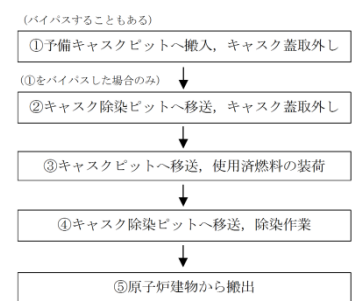 (バイパスすることもある)
①予備キャスクピットへ搬入，キャスク蓋取外し
(①をバイパスした場合のみ)
②キャスク除染ピットへ移送，キャスク蓋取外し
③キャスクピットへ移送，使用済燃料の装荷
④キャスク除染ピットへ移送，除染作業
⑤原子炉建物から搬出